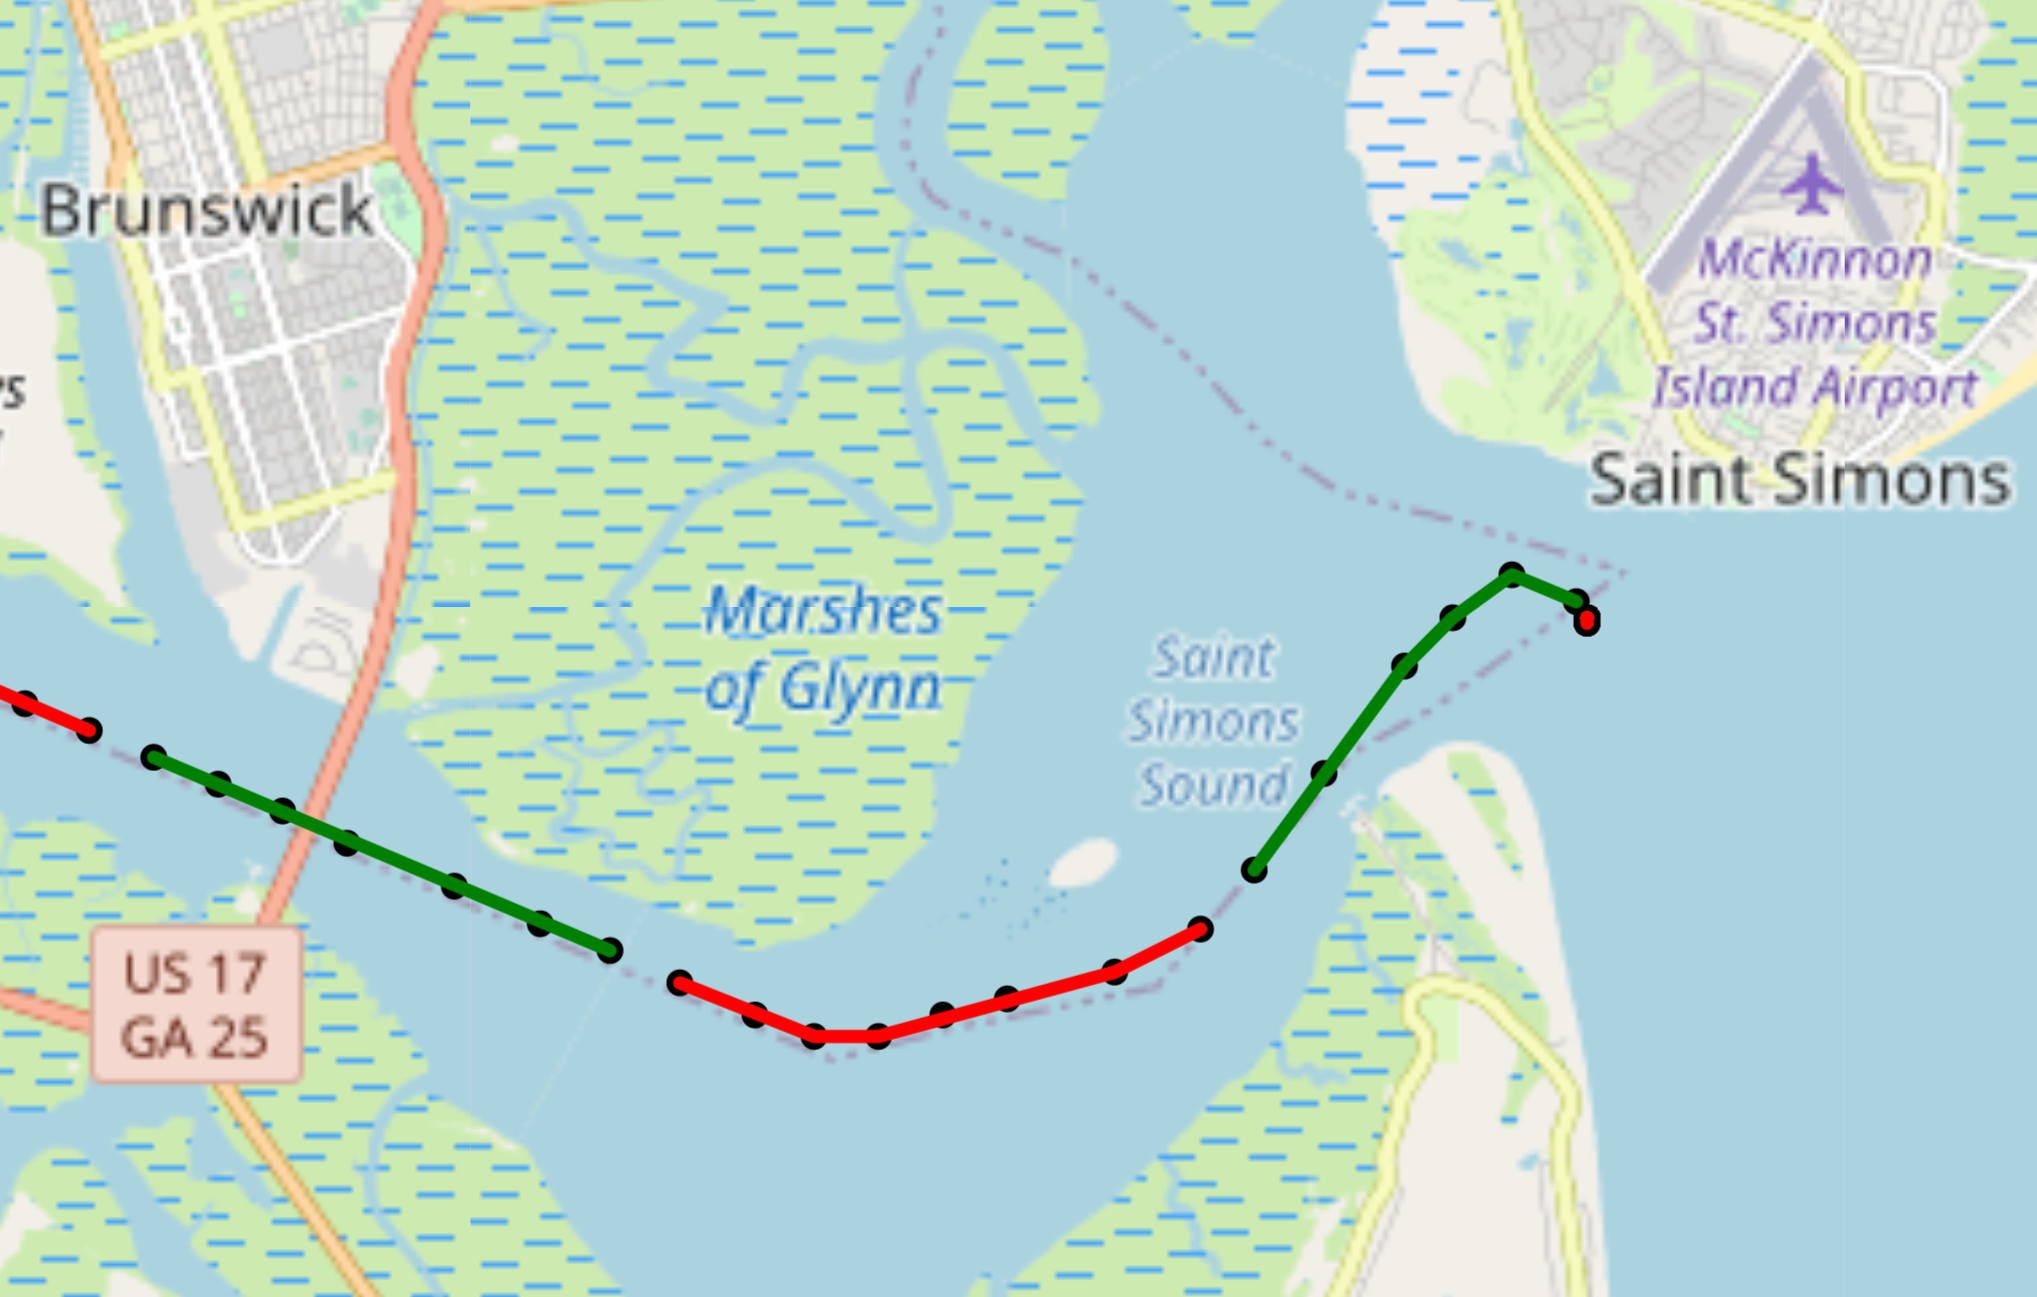 Brunswick
McKinnon
St. Simons
Island Airport
Saint Simons
Marshes
of Glynn
Saint
Simons
Sound
US 17
GA 25